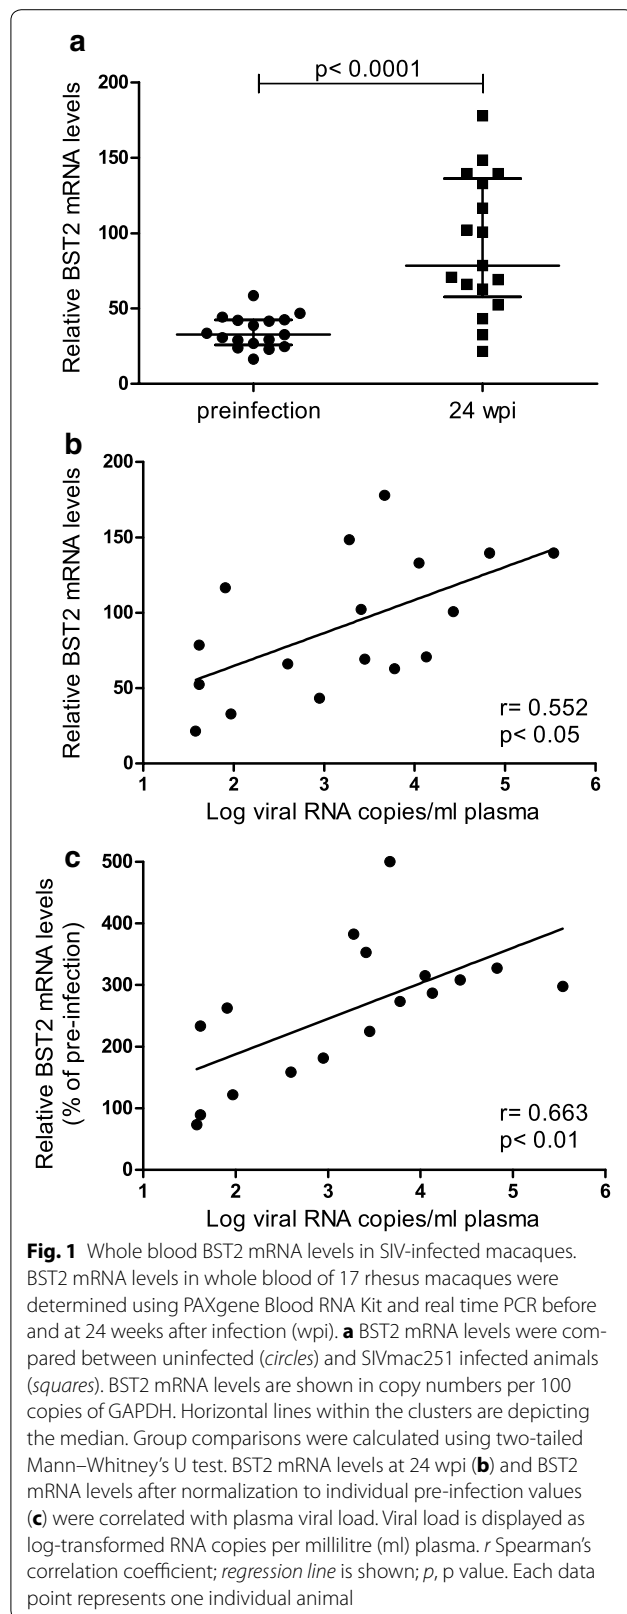 a
p< 0.0001
200
150
100
50
0
Relative BST2 mRNA levels
preinfection 24 wpi
b
200
150
100
50
0
Relative BST2 mRNA levels
r= 0.552
p< 0.05
1 2 3 4 5 6
Log viral RNA copies/ml plasma
c
500
400
300
200
100
0
Relative BST2 mRNA levels
(% of pre-infection)
r= 0.663
p< 0.01
1 2 3 4 5 6
Log viral RNA copies/ml plasma
Fig. 1 Whole blood BST2 mRNA levels in SIV-infected macaques.
BST2 mRNA levels in whole blood of 17 rhesus macaques were
determined using PAXgene Blood RNA Kit and real time PCR before
and at 24 weeks after infection (wpi). a BST2 mRNA levels were com-
pared between uninfected (circles) and SIVmac251 infected animals
(squares). BST2 mRNA levels are shown in copy numbers per 100
copies of GAPDH. Horizontal lines within the clusters are depicting
the median. Group comparisons were calculated using two-tailed
Mann–Whitney's U test. BST2 mRNA levels at 24 wpi (b) and BST2
mRNA levels after normalization to individual pre-infection values
(c) were correlated with plasma viral load. Viral load is displayed as
log-transformed RNA copies per millilitre (ml) plasma. r Spearman's
correlation coefficient; regression line is shown; p, p value. Each data
point represents one individual animal